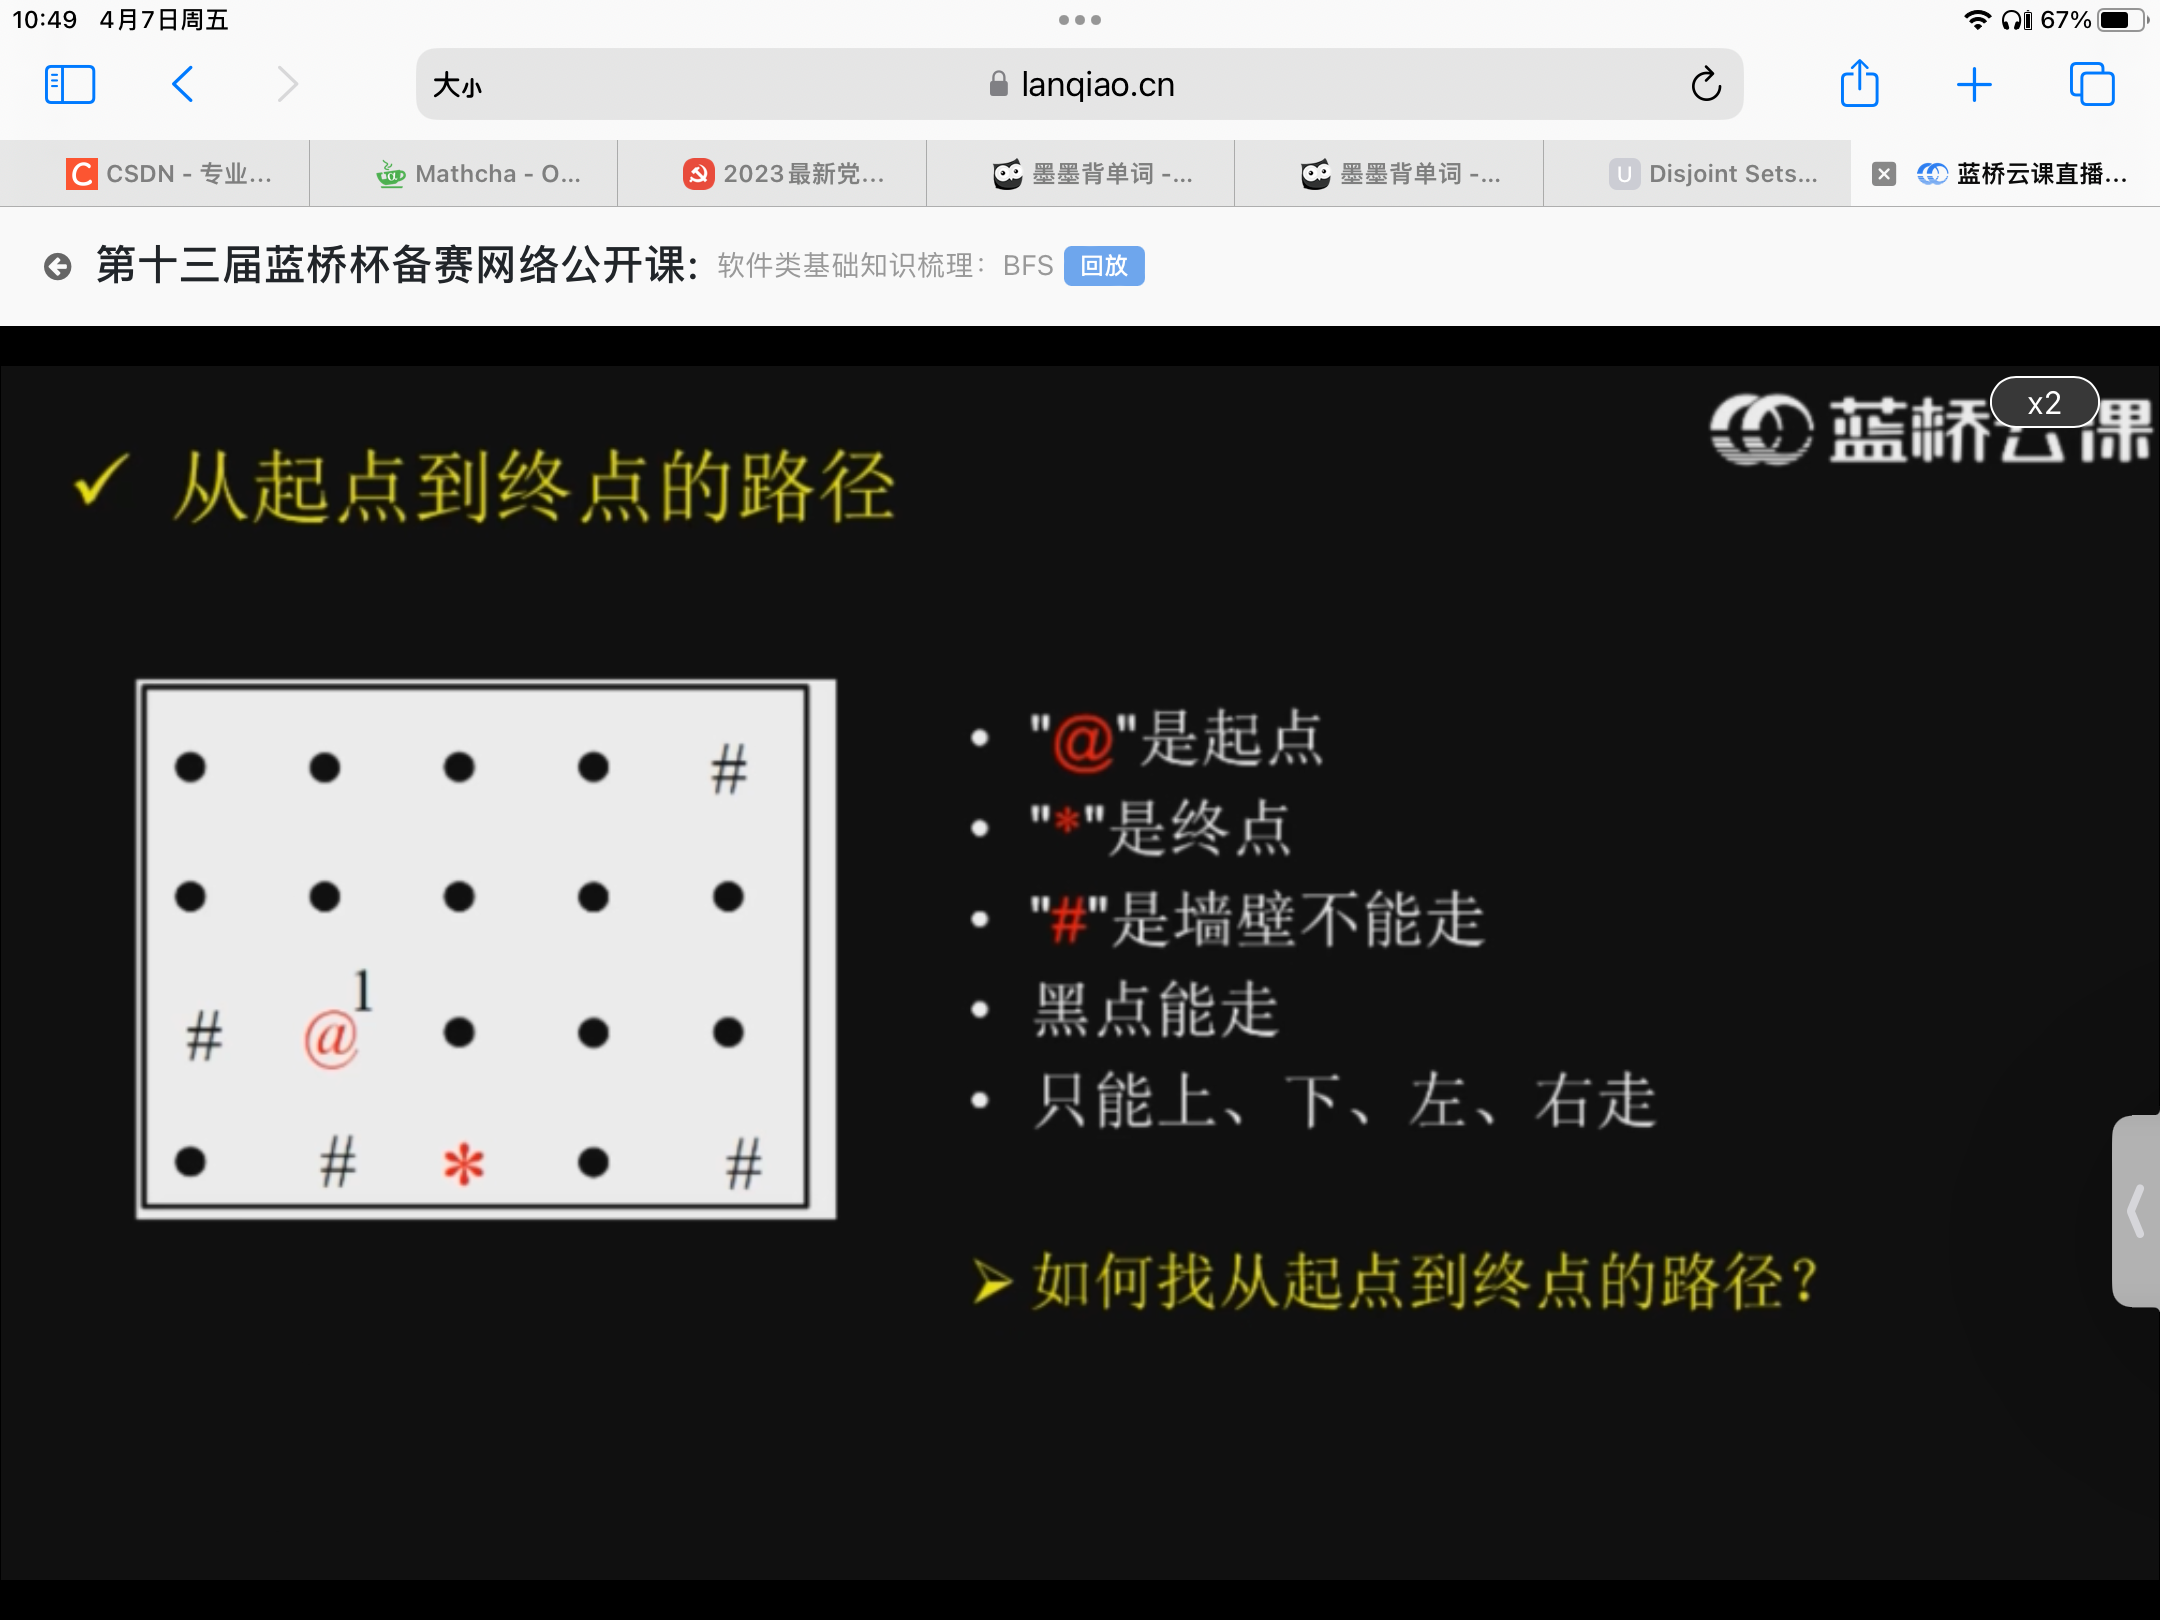 10:49 4月7日周五
67%
大小
lanqiao.cn
CSDN - 专业...
Mathcha - O...
2023最新党...
墨墨背单词 -...
墨墨背单词 -...
U Disjoint Sets...
蓝桥云课直播...
第十三届蓝桥杯备赛网络公开课: 软件类基础知识梳理：BFS 回放
蓝桥云课
x2
✓ 从起点到终点的路径
● ● ● ● #
● ● ● ● ●
# @1 ● ● ●
● # * ● #
• "@"是起点
• "*"是终点
• "#"是墙壁不能走
• 黑点能走
• 只能上、下、左、右走
➢ 如何找从起点到终点的路径？